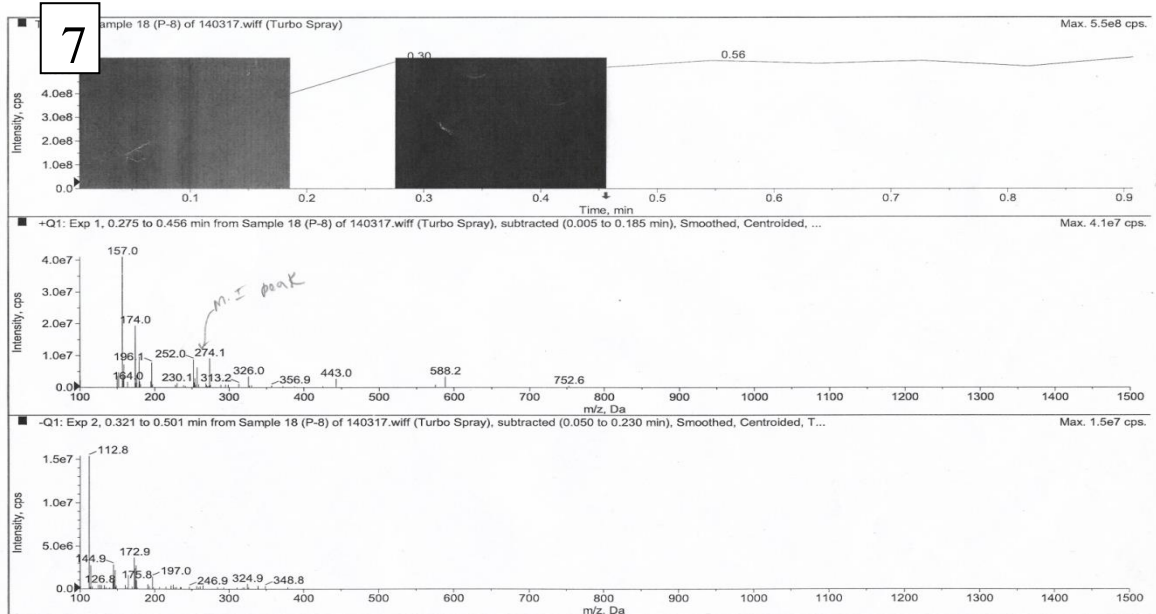 7
ample 18 (P-8) of 140317.wiff (Turbo Spray)
Max. 5.5e8 cps.
0.30
0.56
4.0e8
3.0e8
2.0e8
1.0e8
0.0
Intensity, cps
0.1 0.2 0.3 0.4 0.5 0.6 0.7 0.8 0.9
Time, min
+Q1: Exp 1, 0.275 to 0.456 min from Sample 18 (P-8) of 140317.wiff (Turbo Spray), subtracted (0.005 to 0.185 min), Smoothed, Centroided, ...
Max. 4.1e7 cps.
4.0e7
3.0e7
2.0e7
1.0e7
0.0
Intensity, cps
157.0
M.I peak
174.0
196.1 252.0 274.1
164.0 230.1 313.2 326.0 356.9 443.0 588.2 752.6
100 200 300 400 500 600 700 800 900 1000 1100 1200 1300 1400 1500
m/z, Da
-Q1: Exp 2, 0.321 to 0.501 min from Sample 18 (P-8) of 140317.wiff (Turbo Spray), subtracted (0.050 to 0.230 min), Smoothed, Centroided, T...
Max. 1.5e7 cps.
1.5e7
1.0e7
5.0e6
0.0
Intensity, cps
112.8
144.9 172.9
126.8 175.8 197.0 246.9 324.9 348.8
100 200 300 400 500 600 700 800 900 1000 1100 1200 1300 1400 1500
m/z, Da